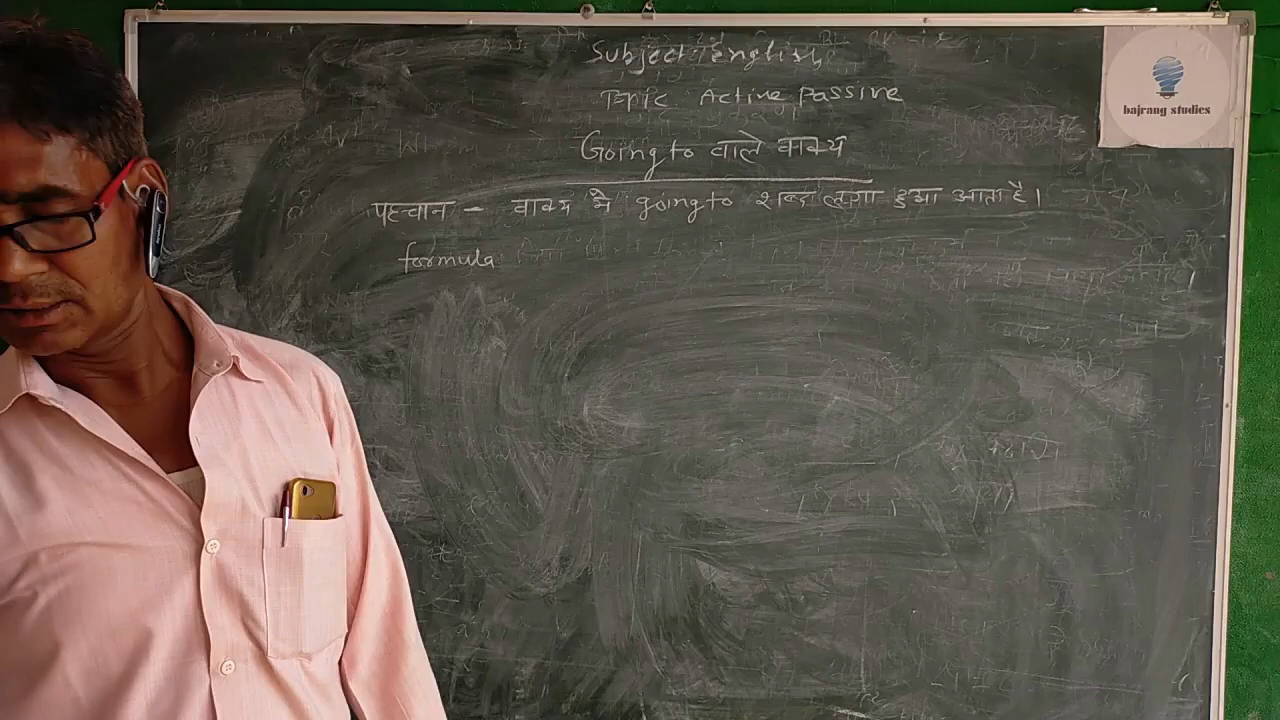 Subject: English
Topic Active Passive
Going to वाले वाक्य
पहचान - वाक्य में going to शब्द लगा हुआ आता है।
formula
bajrang studies